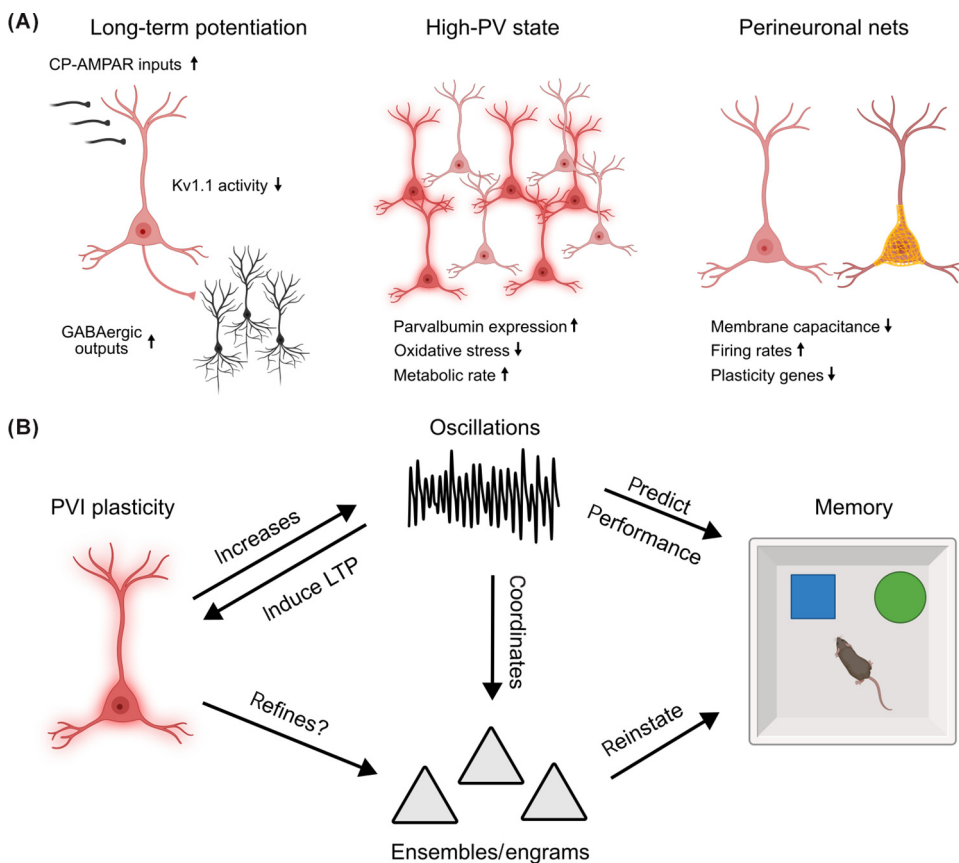 (A)
Long-term potentiation
CP-AMPAR inputs ↑
Kv1.1 activity ↓
GABAergic
outputs ↑
High-PV state
Parvalbumin expression ↑
Oxidative stress ↓
Metabolic rate ↑
Perineuronal nets
Membrane capacitance ↓
Firing rates ↑
Plasticity genes ↓
(B)
Oscillations
PVI plasticity
Increases
Induce LTP
Predict
Performance
Memory
Coordinates
Refines?
Reinstate
Ensembles/engrams